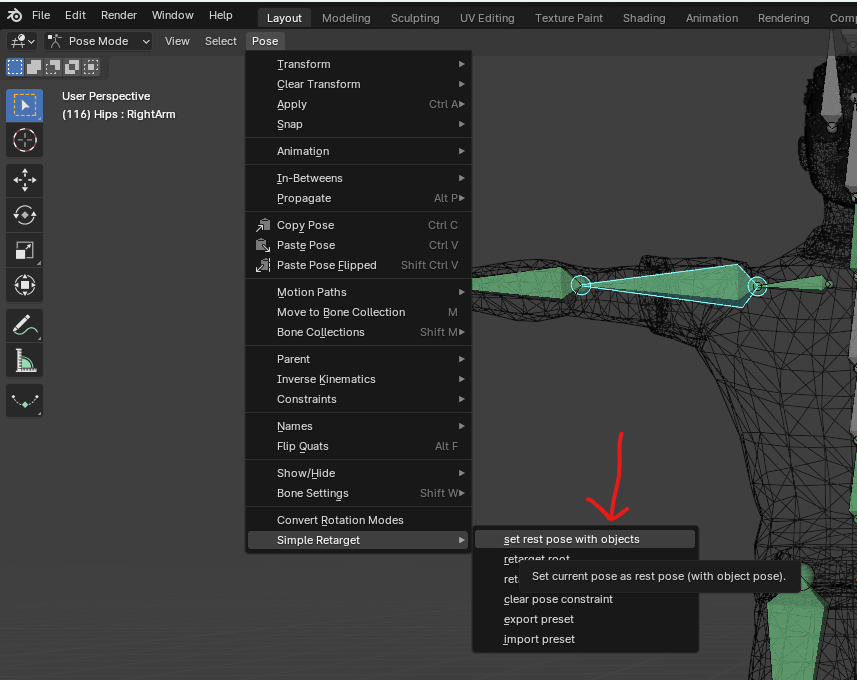 File Edit Render Window Help Layout Modeling Sculpting UV Editing Texture Paint Shading Animation Rendering Comp
Pose Mode View Select Pose
User Perspective
(116) Hips : RightArm
Transform
Clear Transform
Apply Ctrl A
Snap
Animation
In-Betweens
Propagate Alt P
Copy Pose Ctrl C
Paste Pose Ctrl V
Paste Pose Flipped Shift Ctrl V
Motion Paths
Move to Bone Collection M
Bone Collections Shift M
Parent
Inverse Kinematics
Constraints
Names
Flip Quats Alt F
Show/Hide
Bone Settings Shift W
Convert Rotation Modes
Simple Retarget
set rest pose with objects
retarget root
Set current pose as rest pose (with object pose).
clear pose constraint
export preset
import preset